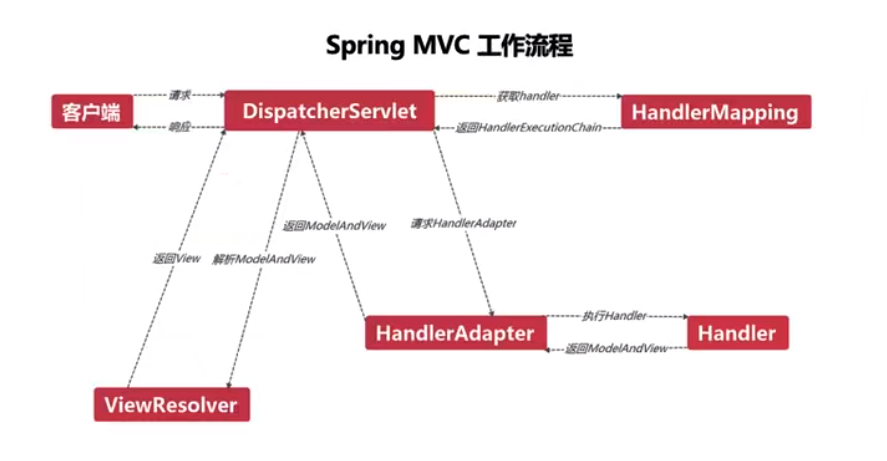 Spring MVC 工作流程
客户端
请求
响应
DispatcherServlet
获取handler
返回HandlerExecutionChain
HandlerMapping
返回ModelAndView
请求HandlerAdapter
返回View
解析ModelAndView
HandlerAdapter
执行Handler
返回ModelAndView
Handler
ViewResolver